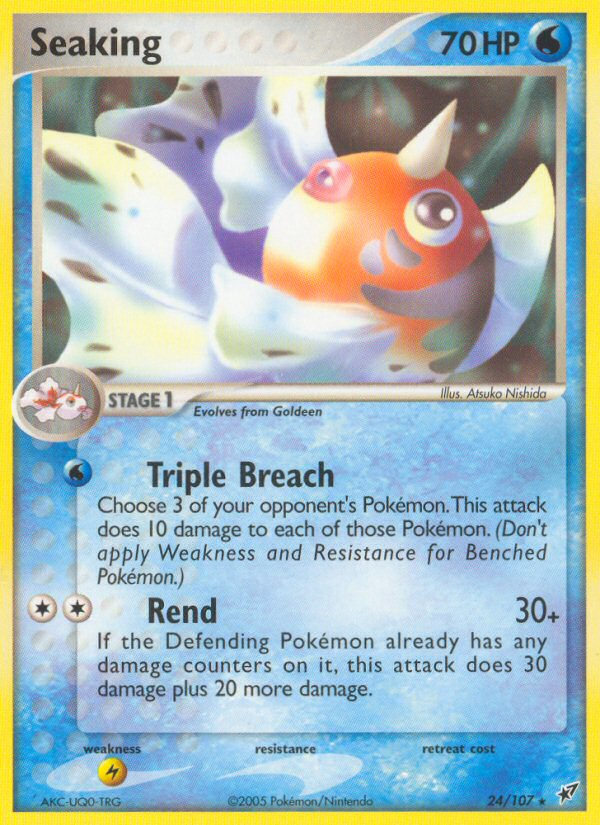 Seaking
70 HP
Illus. Atsuko Nishida
STAGE 1
Evolves from Goldeen
Triple Breach
Choose 3 of your opponent's Pokémon. This attack
does 10 damage to each of those Pokémon. (Don't
apply Weakness and Resistance for Benched
Pokémon.)
Rend 30+
If the Defending Pokémon already has any
damage counters on it, this attack does 30
damage plus 20 more damage.
weakness resistance retreat cost
AKC-UQ0-TRG ©2005 Pokémon/Nintendo 24/107 ★